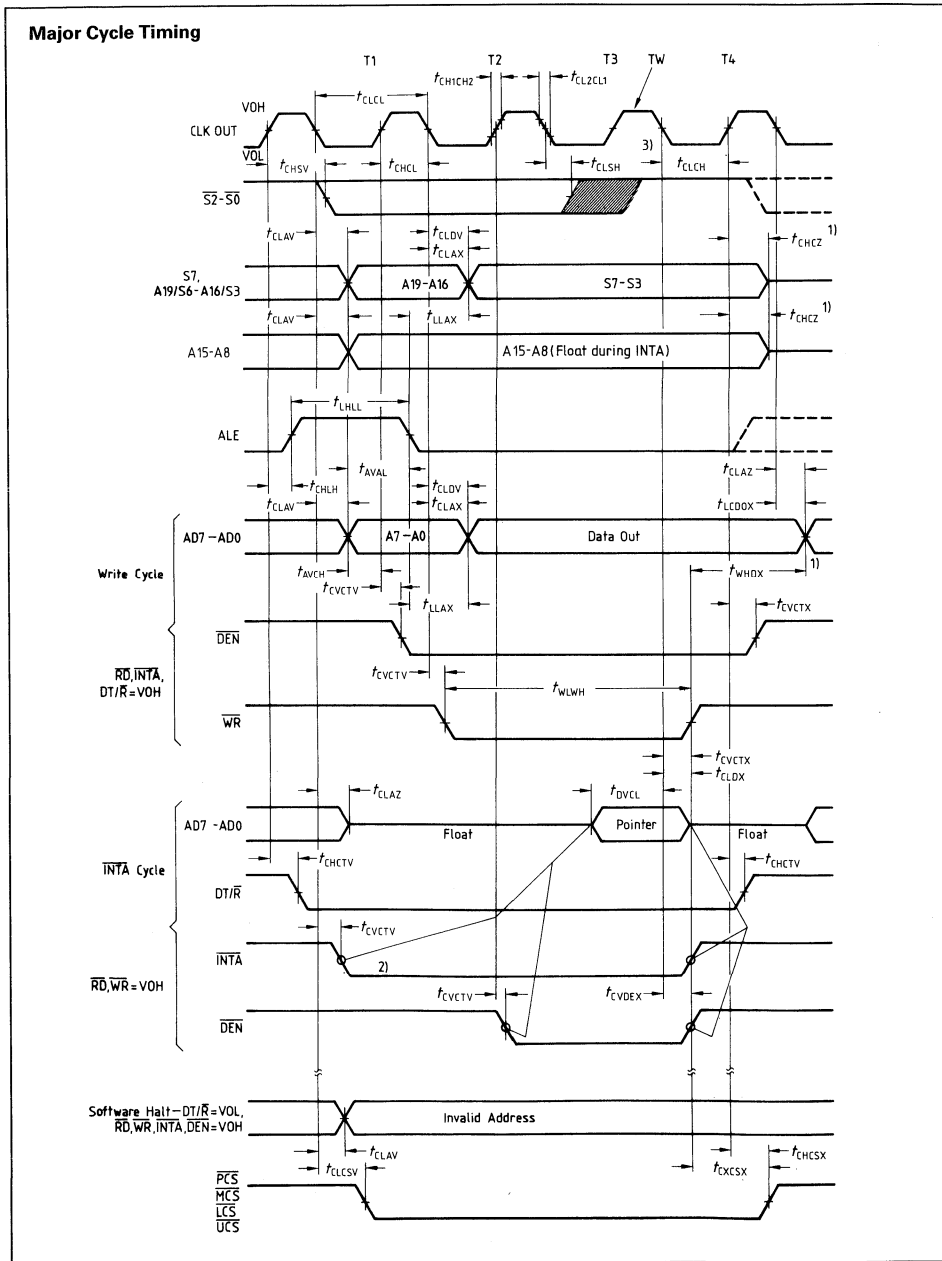 Major Cycle Timing
T1 T2 T3 TW T4
tCH1CH2 tCL2CL1
tCLCL
VOH
CLK OUT
3)
VOL
tCHSV tCHCL tCLSH tCLCH
S2-S0
tCLAV tCLDV 1)
tCLAX tCHCZ
S7,
A19/S6-A16/S3 A19-A16 S7-S3
tCLAV tLLAX tCHCZ 1)
A15-A8 A15-A8 (Float during INTA)
tLHLL
ALE
tAVAL tCLAZ
tCHLH tCLDV
tCLAV tCLAX tLCDOX
AD7-AD0 A7-A0 Data Out
1)
Write Cycle tAVCH tWHDX
tCVCTV tLLAX tCVCTX
DEN
RD, INTA, tCVCTV tWLWH
DT/R=VOH
WR
tCVCTX
tCLDX
tCLAZ tDVCL
AD7-AD0 Float Pointer Float
INTA Cycle tCHCTV tCHCTV
DT/R
tCVCTV
INTA 2)
RD, WR=VOH tCVCTV tCVDEX
DEN
Software Halt-DT/R=VOL,
RD, WR, INTA, DEN=VOH Invalid Address
tCLAV tCHCSX
tCLCSV tCXCSX
PCS
MCS
LCS
UCS